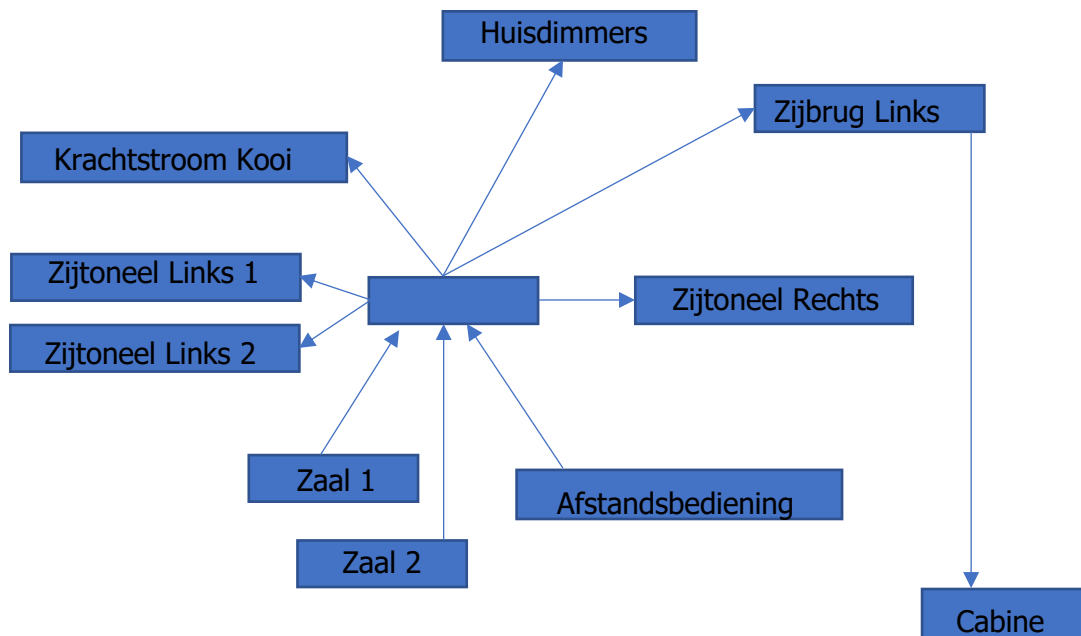 Huisdimmers
Zijbrug Links
Krachtstroom Kooi
Zijtoneel Links 1
Zijtoneel Rechts
Zijtoneel Links 2
Zaal 1
Afstandsbediening
Zaal 2
Cabine